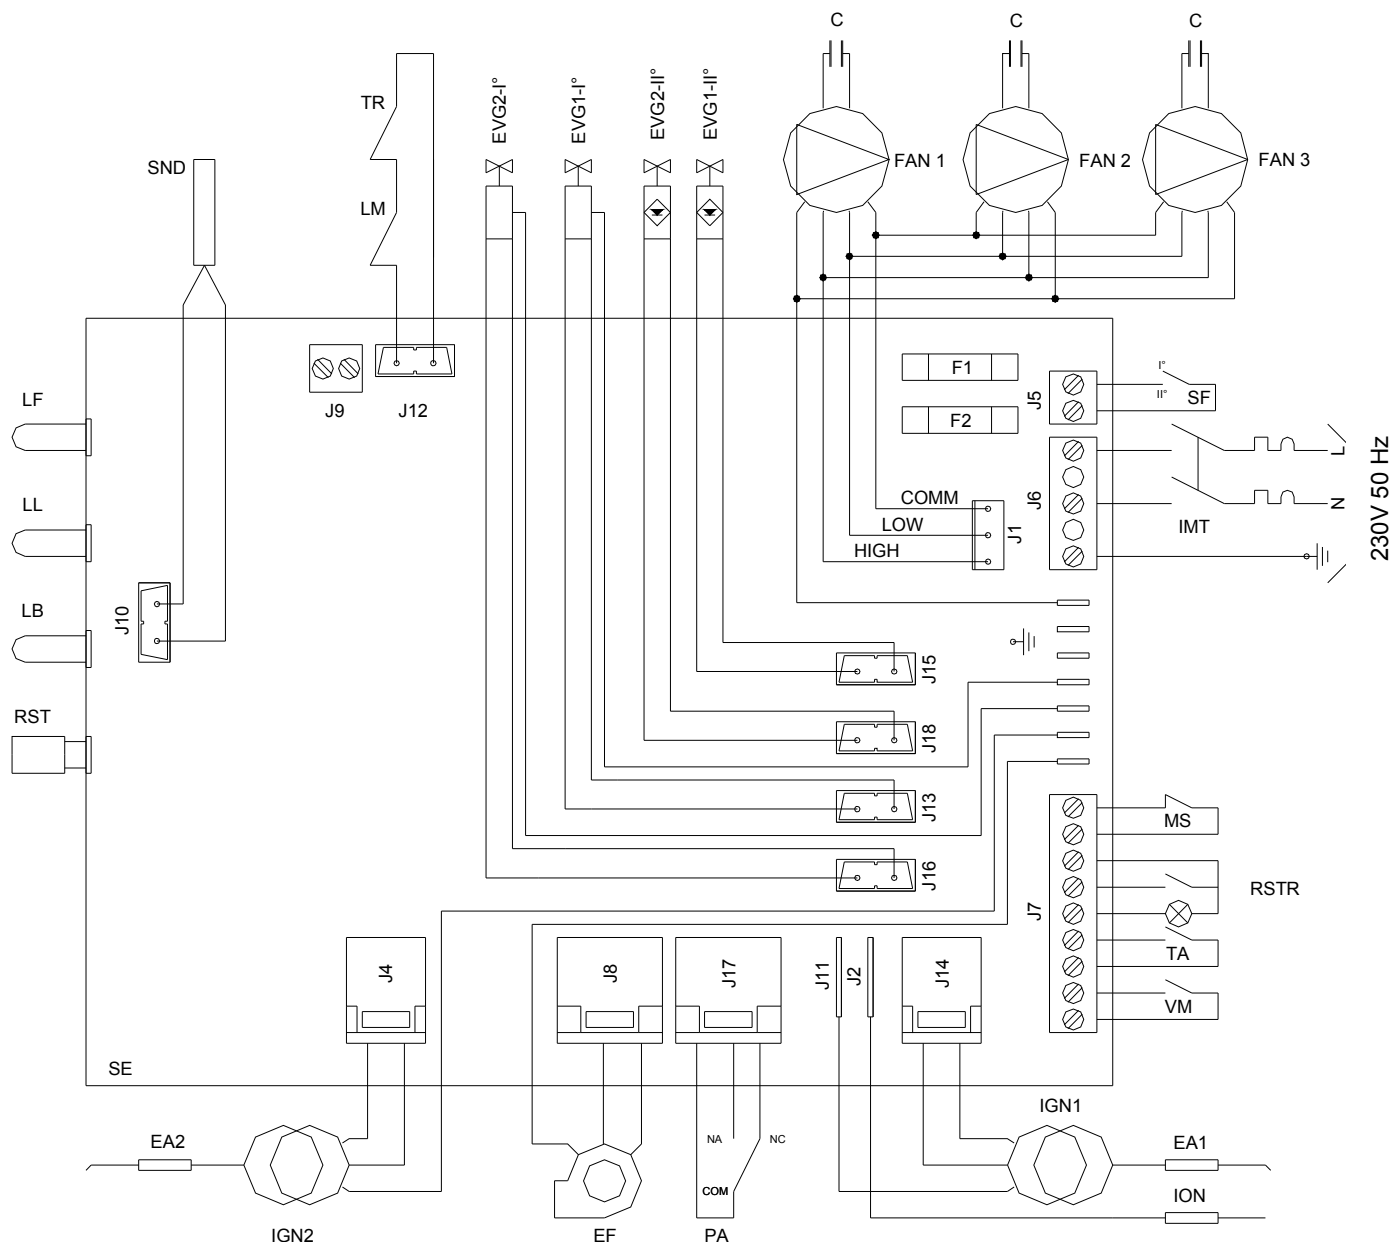 C
C
C
EVG2-I°
EVG1-I°
EVG2-II°
EVG1-II°
TR
SND
LM
FAN 1
FAN 2
FAN 3
F1
F2
J5
I°
II°
SF
LF
J9
J12
LL
COMM
LOW
HIGH
J1
J6
IMT
L
N
230V 50 Hz
LB
J10
J15
RST
J18
J13
J16
MS
RSTR
J7
TA
VM
J4
J8
J17
J11
J2
J14
SE
EA2
IGN2
EF
NA
NC
COM
PA
IGN1
EA1
ION